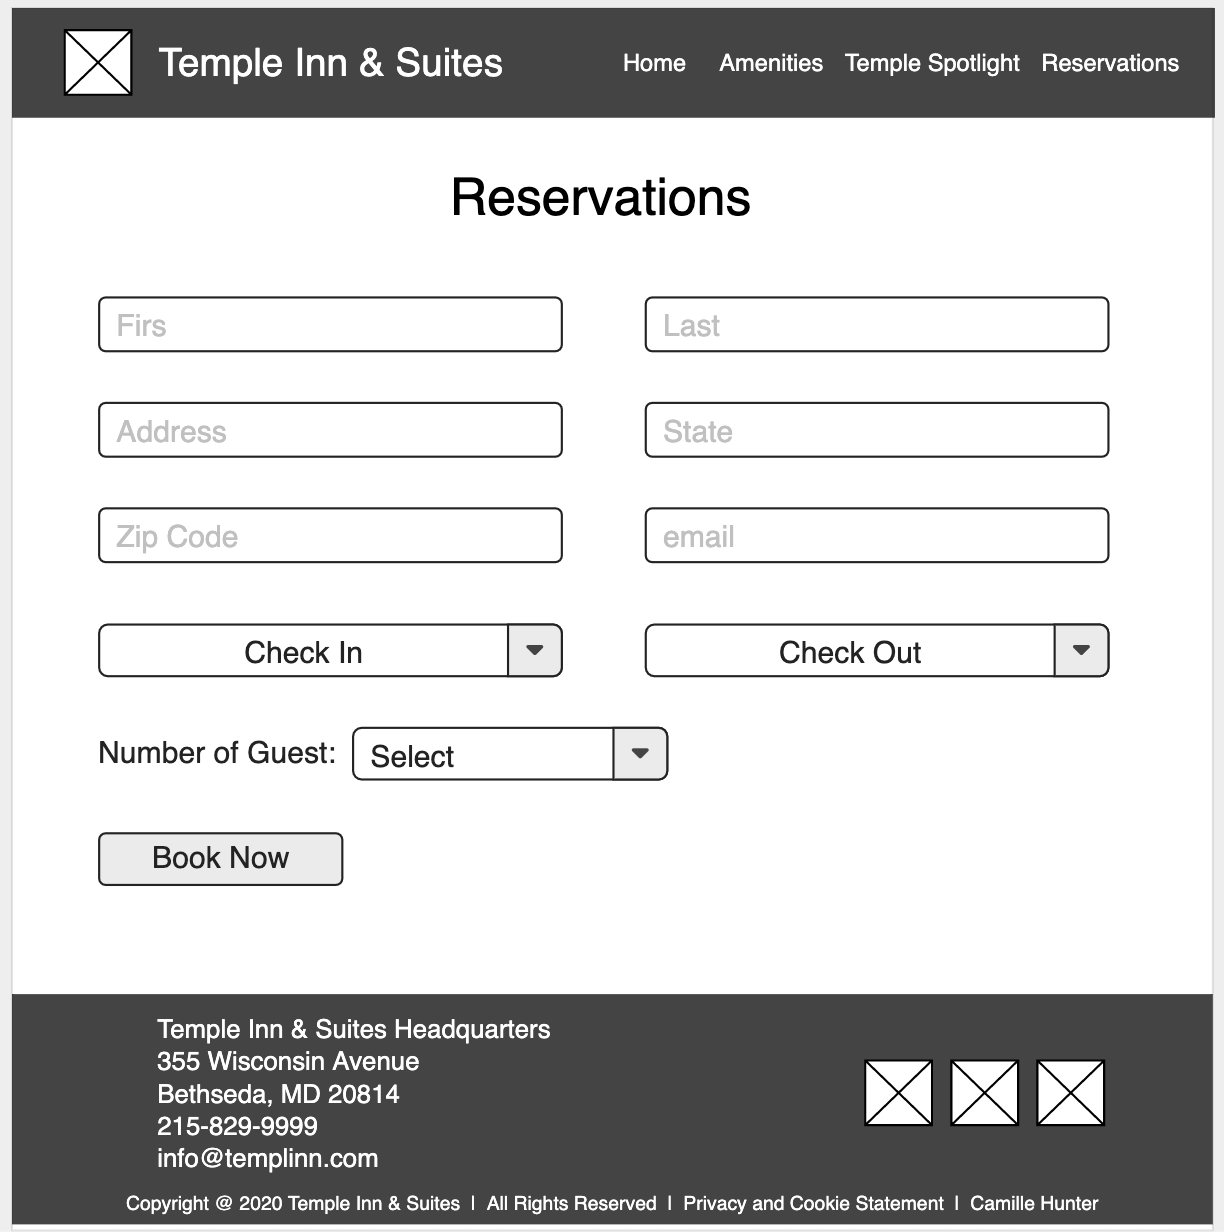 Temple Inn & Suites
Home Amenities Temple Spotlight Reservations
Reservations
Firs Last
Address State
Zip Code email
Check In Check Out
Number of Guest: Select
Book Now
Temple Inn & Suites Headquarters
355 Wisconsin Avenue
Bethseda, MD 20814
215-829-9999
info@templinn.com
Copyright @ 2020 Temple Inn & Suites | All Rights Reserved | Privacy and Cookie Statement | Camille Hunter